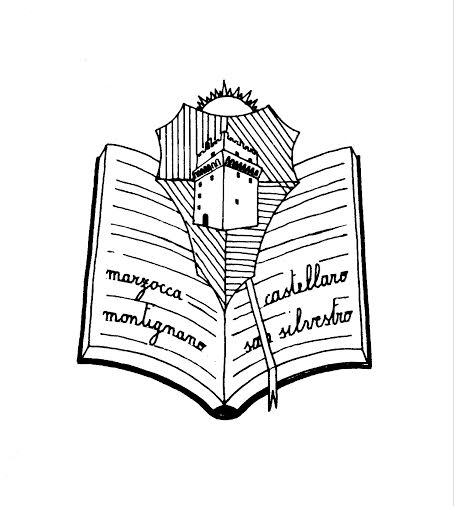 marzocca
montignano
castellaro
san silvestro